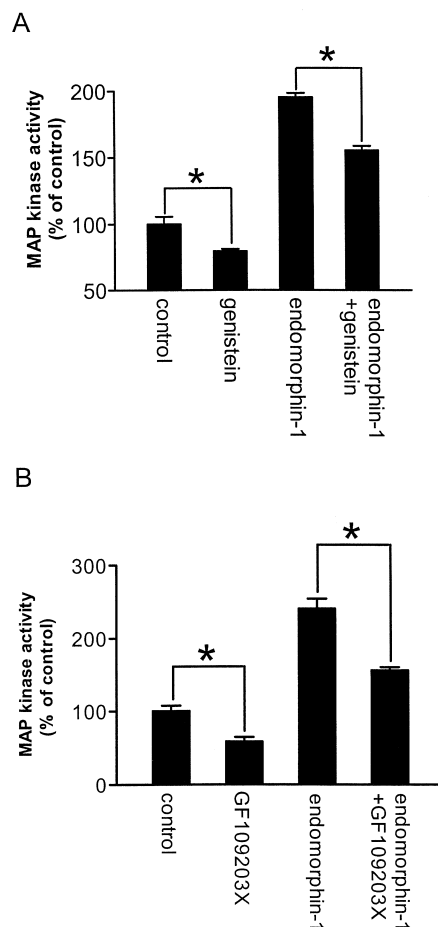 A
MAP kinase activity
(% of control)
200
150
100
50
*
*
control
genistein
endomorphin-1
endomorphin-1
+genistein
B
MAP kinase activity
(% of control)
300
200
100
0
*
*
control
GF109203X
endomorphin-1
endomorphin-1
+GF109203X